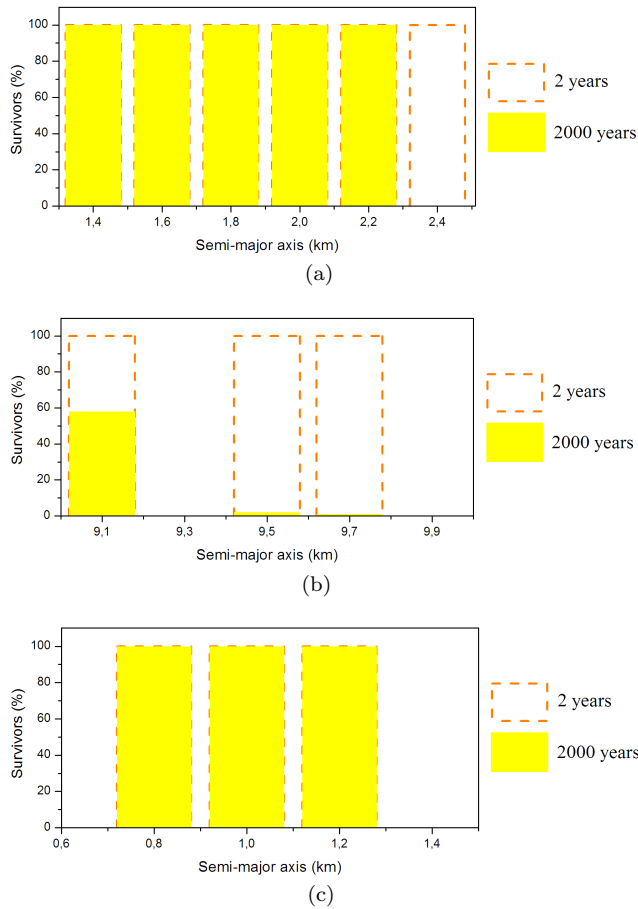 100
80
60
40
20
0
Survivors (%)
1,4 1,6 1,8 2,0 2,2 2,4
Semi-major axis (km)
2 years
2000 years
(a)
100
80
60
40
20
0
Survivors (%)
9,1 9,3 9,5 9,7 9,9
Semi-major axis (km)
2 years
2000 years
(b)
100
80
60
40
20
0
Survivors (%)
0,6 0,8 1,0 1,2 1,4
Semi-major axis (km)
2 years
2000 years
(c)